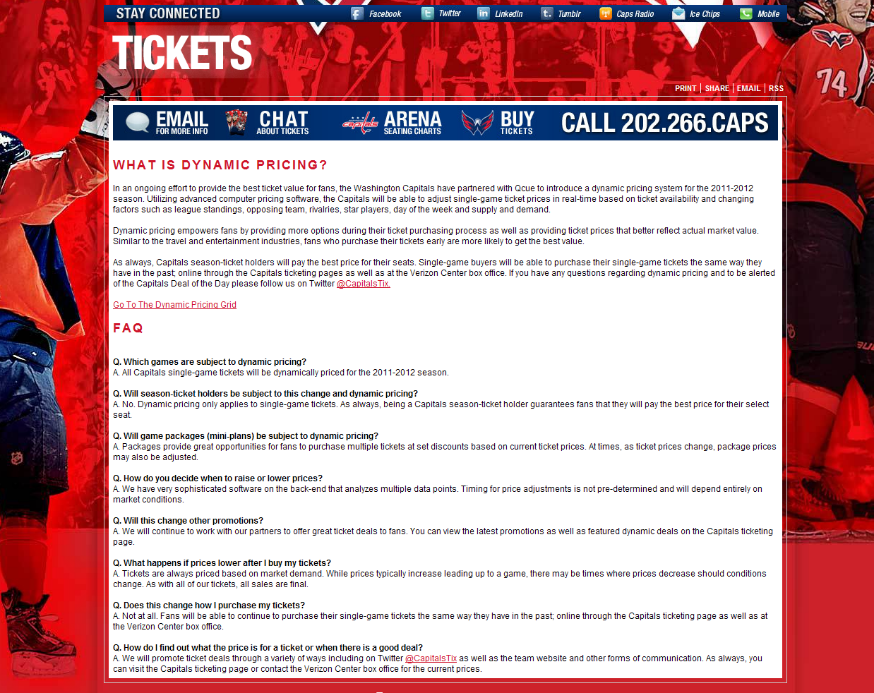 STAY CONNECTED
Facebook
Twitter
LinkedIn
Tumblr
Caps Radio
Ice Chips
Mobile
TICKETS
74
PRINT | SHARE | EMAIL | RSS
EMAIL
FOR MORE INFO
CHAT
ABOUT TICKETS
capitals
ARENA
SEATING CHARTS
BUY
TICKETS
CALL 202.266.CAPS
WHAT IS DYNAMIC PRICING?
In an ongoing effort to provide the best ticket value for fans, the Washington Capitals have partnered with Qcue to introduce a dynamic pricing system for the 2011-2012
season. Utilizing advanced computer pricing software, the Capitals will be able to adjust single-game ticket prices in real-time based on ticket availability and changing
factors such as league standings, opposing team, rivalries, star players, day of the week and supply and demand.
Dynamic pricing empowers fans by providing more options during their ticket purchasing process as well as providing ticket prices that better reflect actual market value.
Similar to the travel and entertainment industries, fans who purchase their tickets early are more likely to get the best value.
As always, Capitals season-ticket holders will pay the best price for their seats. Single-game buyers will be able to purchase their single-game tickets the same way they
have in the past; online through the Capitals ticketing pages as well as at the Verizon Center box office. If you have any questions regarding dynamic pricing and to be alerted
of the Capitals Deal of the Day please follow us on Twitter @CapitalsTix.
Go To The Dynamic Pricing Grid
FAQ
Q. Which games are subject to dynamic pricing?
A. All Capitals single-game tickets will be dynamically priced for the 2011-2012 season.
Q. Will season-ticket holders be subject to this change and dynamic pricing?
A. No. Dynamic pricing only applies to single-game tickets. As always, being a Capitals season-ticket holder guarantees fans that they will pay the best price for their select
seat.
Q. Will game packages (mini-plans) be subject to dynamic pricing?
A. Packages provide great opportunities for fans to purchase multiple tickets at set discounts based on current ticket prices. At times, as ticket prices change, package prices
may also be adjusted.
Q. How do you decide when to raise or lower prices?
A. We have very sophisticated software on the back-end that analyzes multiple data points. Timing for price adjustments is not pre-determined and will depend entirely on
market conditions.
Q. Will this change other promotions?
A. We will continue to work with our partners to offer great ticket deals to fans. You can view the latest promotions as well as featured dynamic deals on the Capitals ticketing
page.
Q. What happens if prices lower after I buy my tickets?
A. Tickets are always priced based on market demand. While prices typically increase leading up to a game, there may be times where prices decrease should conditions
change. As with all of our tickets, all sales are final.
Q. Does this change how I purchase my tickets?
A. Not at all. Fans will be able to continue to purchase their single-game tickets the same way they have in the past; online through the Capitals ticketing page as well as at
the Verizon Center box office.
Q. How do I find out what the price is for a ticket or when there is a good deal?
A. We will promote ticket deals through a variety of ways including on Twitter @CapitalsTix as well as the team website and other forms of communication. As always, you
can visit the Capitals ticketing page or contact the Verizon Center box office for the current prices.